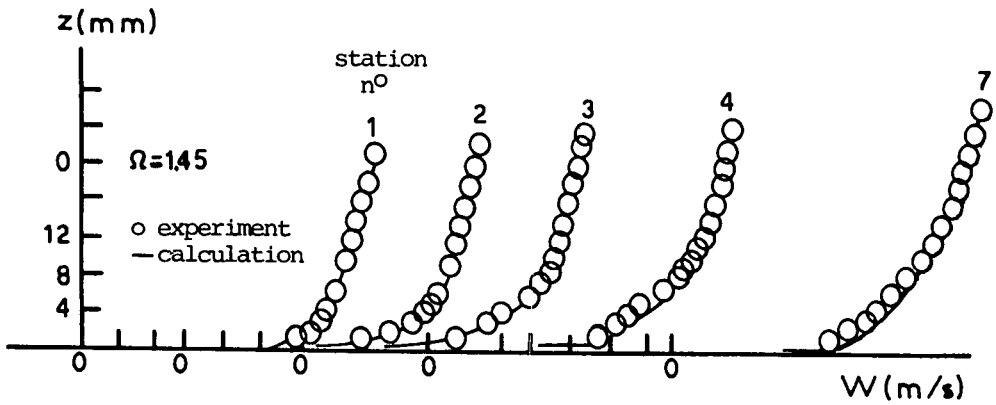 z(mm)
station
n°
1
2
3
4
7
0
Ω=1.45
12
○ experiment
— calculation
8
4
0
0
0
0
0
W(m/s)